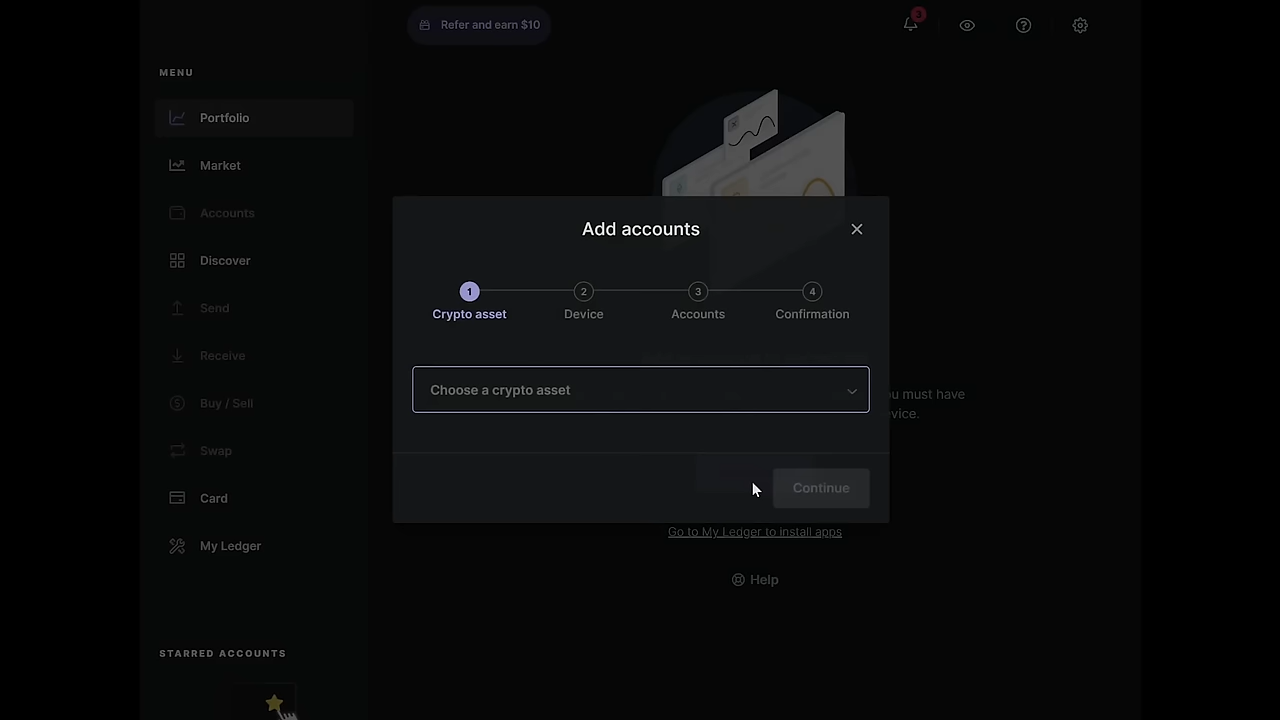 Refer and earn $10
3
MENU
Portfolio
Market
Accounts
Discover
Send
Receive
Buy / Sell
Swap
Card
My Ledger
STARRED ACCOUNTS
Add accounts
1
2
3
4
Crypto asset
Device
Accounts
Confirmation
Choose a crypto asset
must have
Continue
Go to My Ledger to install apps
Help